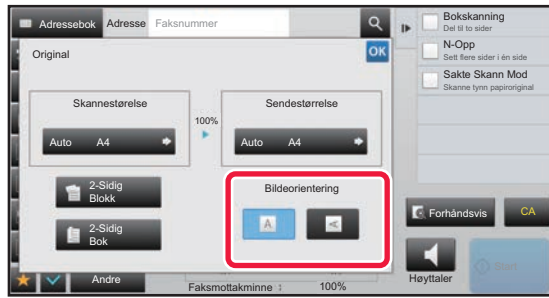 Adressebok
Adresse
Faksnummer
Original
OK
Skannestørelse
Auto A4
100%
Sendestørrelse
Auto A4
2-Sidig
Blokk
2-Sidig
Bok
Bildeorientering
A
A
Andre
Faksmottakminne : 100%
Bokskanning
Del til to sider
N-Opp
Sett flere sider i én side
Sakte Skann Mod
Skanne tynn papiroriginal
Forhåndsvis
CA
Høyttaler
Start